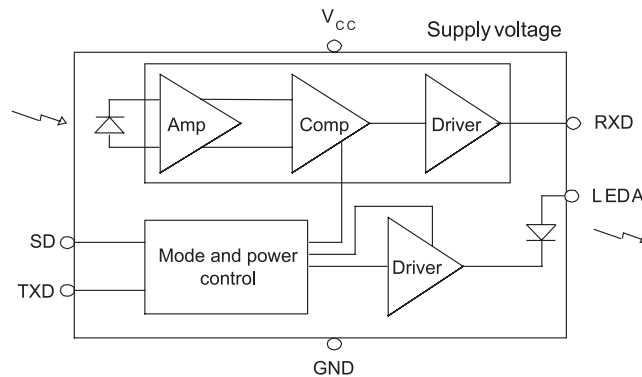 VCC
Supply voltage
Amp
Comp
Driver
RXD
LEDA
SD
Mode and power
control
Driver
TXD
GND